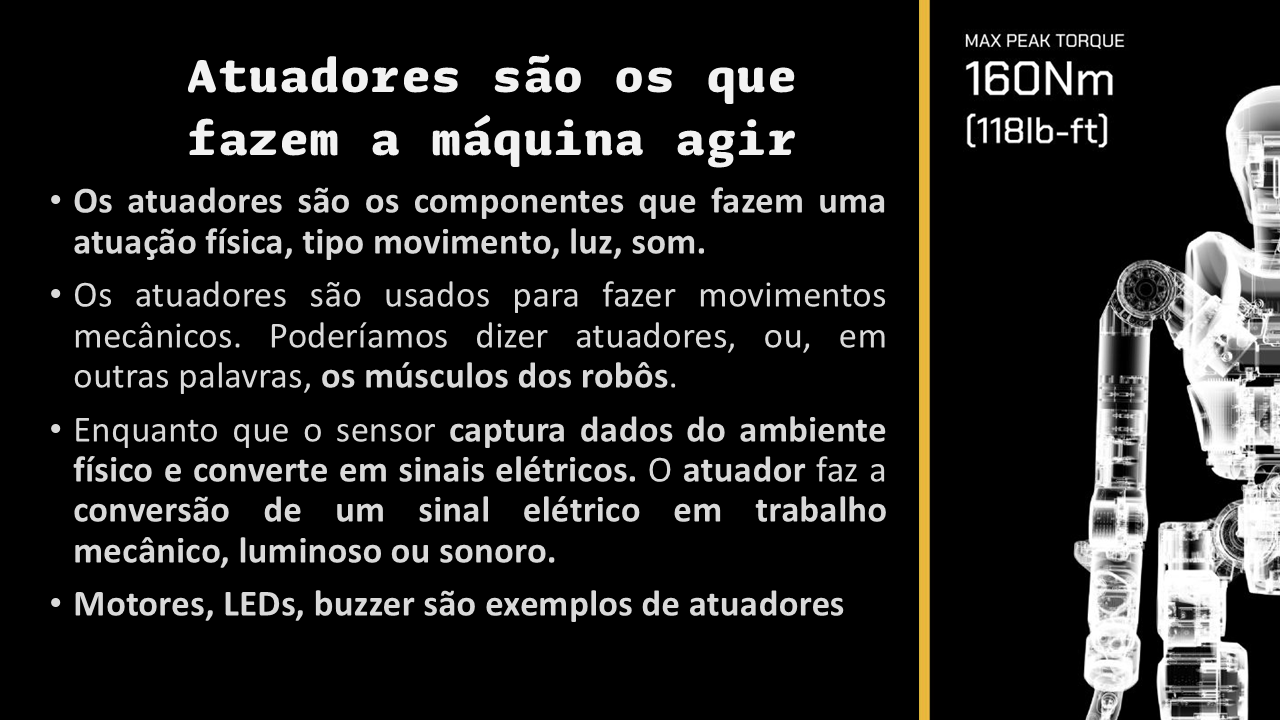 Atuadores são os que
fazem a máquina agir
• Os atuadores são os componentes que fazem uma
atuação física, tipo movimento, luz, som.
• Os atuadores são usados para fazer movimentos
mecânicos. Poderíamos dizer atuadores, ou, em
outras palavras, os músculos dos robôs.
• Enquanto que o sensor captura dados do ambiente
físico e converte em sinais elétricos. O atuador faz a
conversão de um sinal elétrico em trabalho
mecânico, luminoso ou sonoro.
• Motores, LEDs, buzzer são exemplos de atuadores
MAX PEAK TORQUE
160Nm
(118lb-ft)